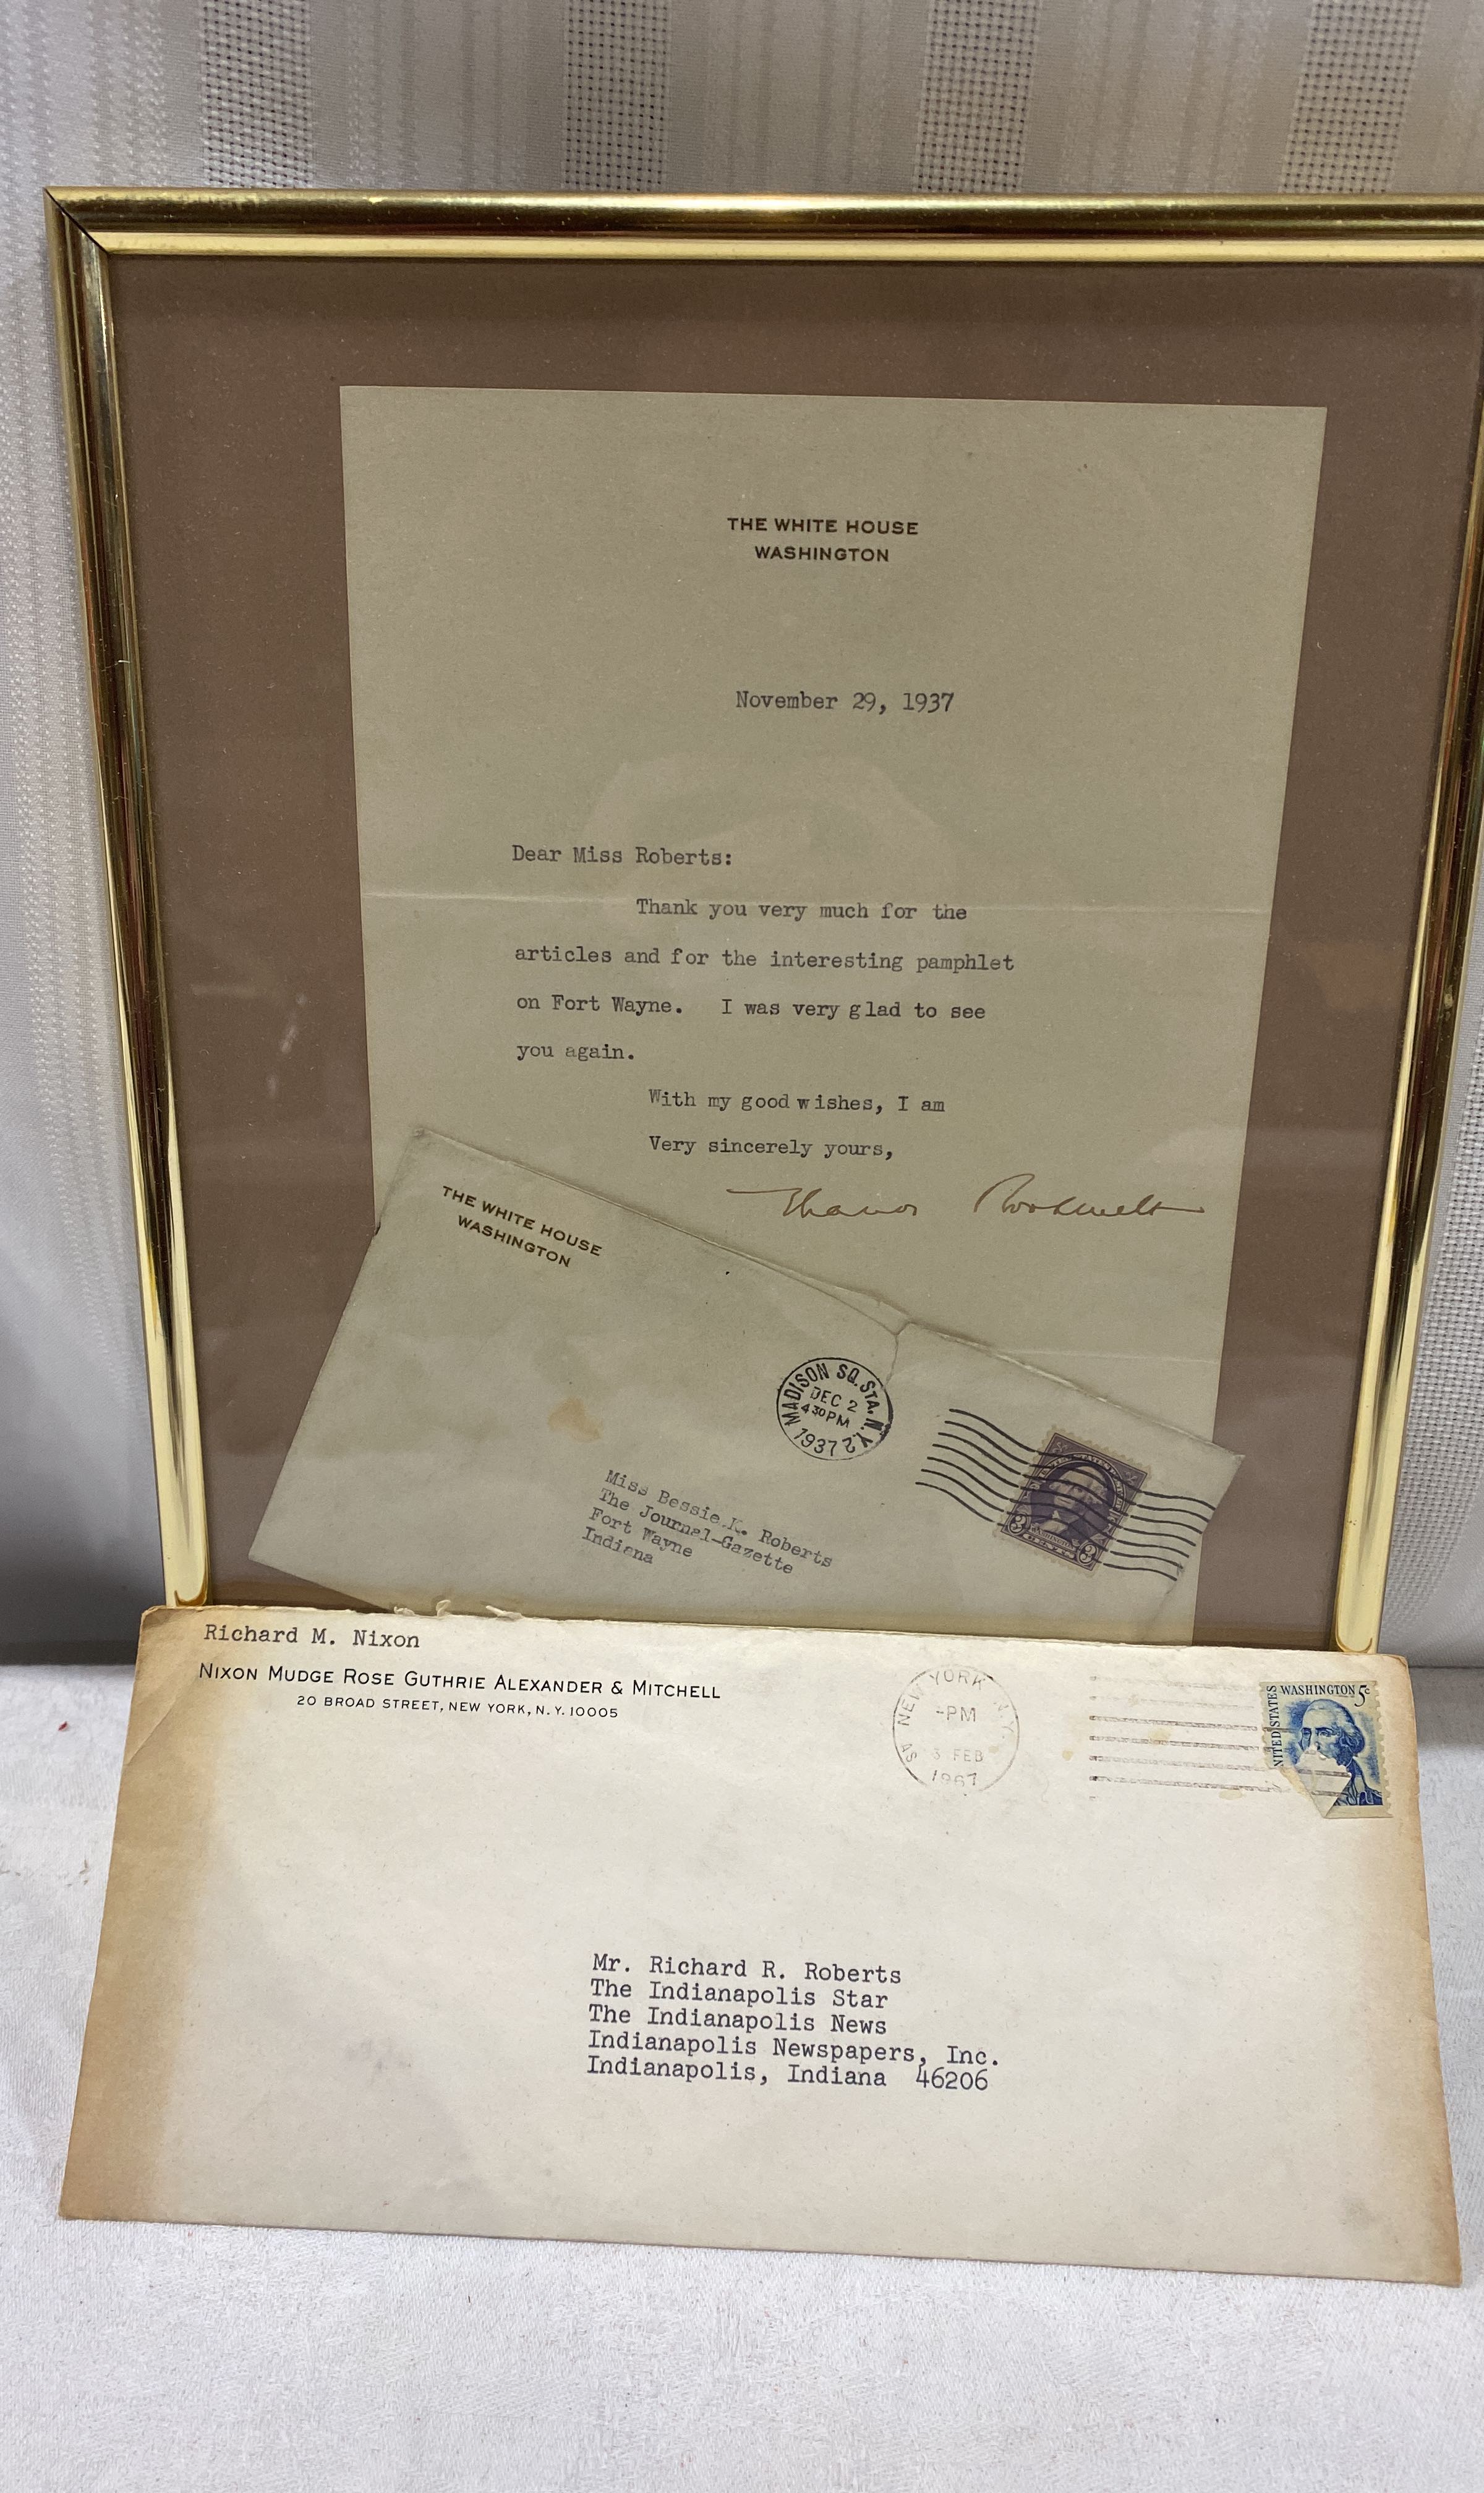 THE WHITE HOUSE
WASHINGTON
November 29, 1937
Dear Miss Roberts:
Thank you very much for the
articles and for the interesting pamphlet
on Fort Wayne. I was very glad to see
you again.
With my good wishes, I am
Very sincerely yours,
Eleanor Roosevelt
THE WHITE HOUSE
WASHINGTON
MADISON SQ. STA. N.Y.
DEC 2
4 30 PM
1937
3 3
Miss Bessie K. Roberts
The Journal-Gazette
Fort Wayne
Indiana
Richard M. Nixon
NIXON MUDGE ROSE GUTHRIE ALEXANDER & MITCHELL
20 BROAD STREET, NEW YORK, N. Y. 10005
NEW YORK N.Y.
PM
3 FEB
1967
WASHINGTON 5c
UNITED STATES
Mr. Richard R. Roberts
The Indianapolis Star
The Indianapolis News
Indianapolis Newspapers, Inc.
Indianapolis, Indiana 46206